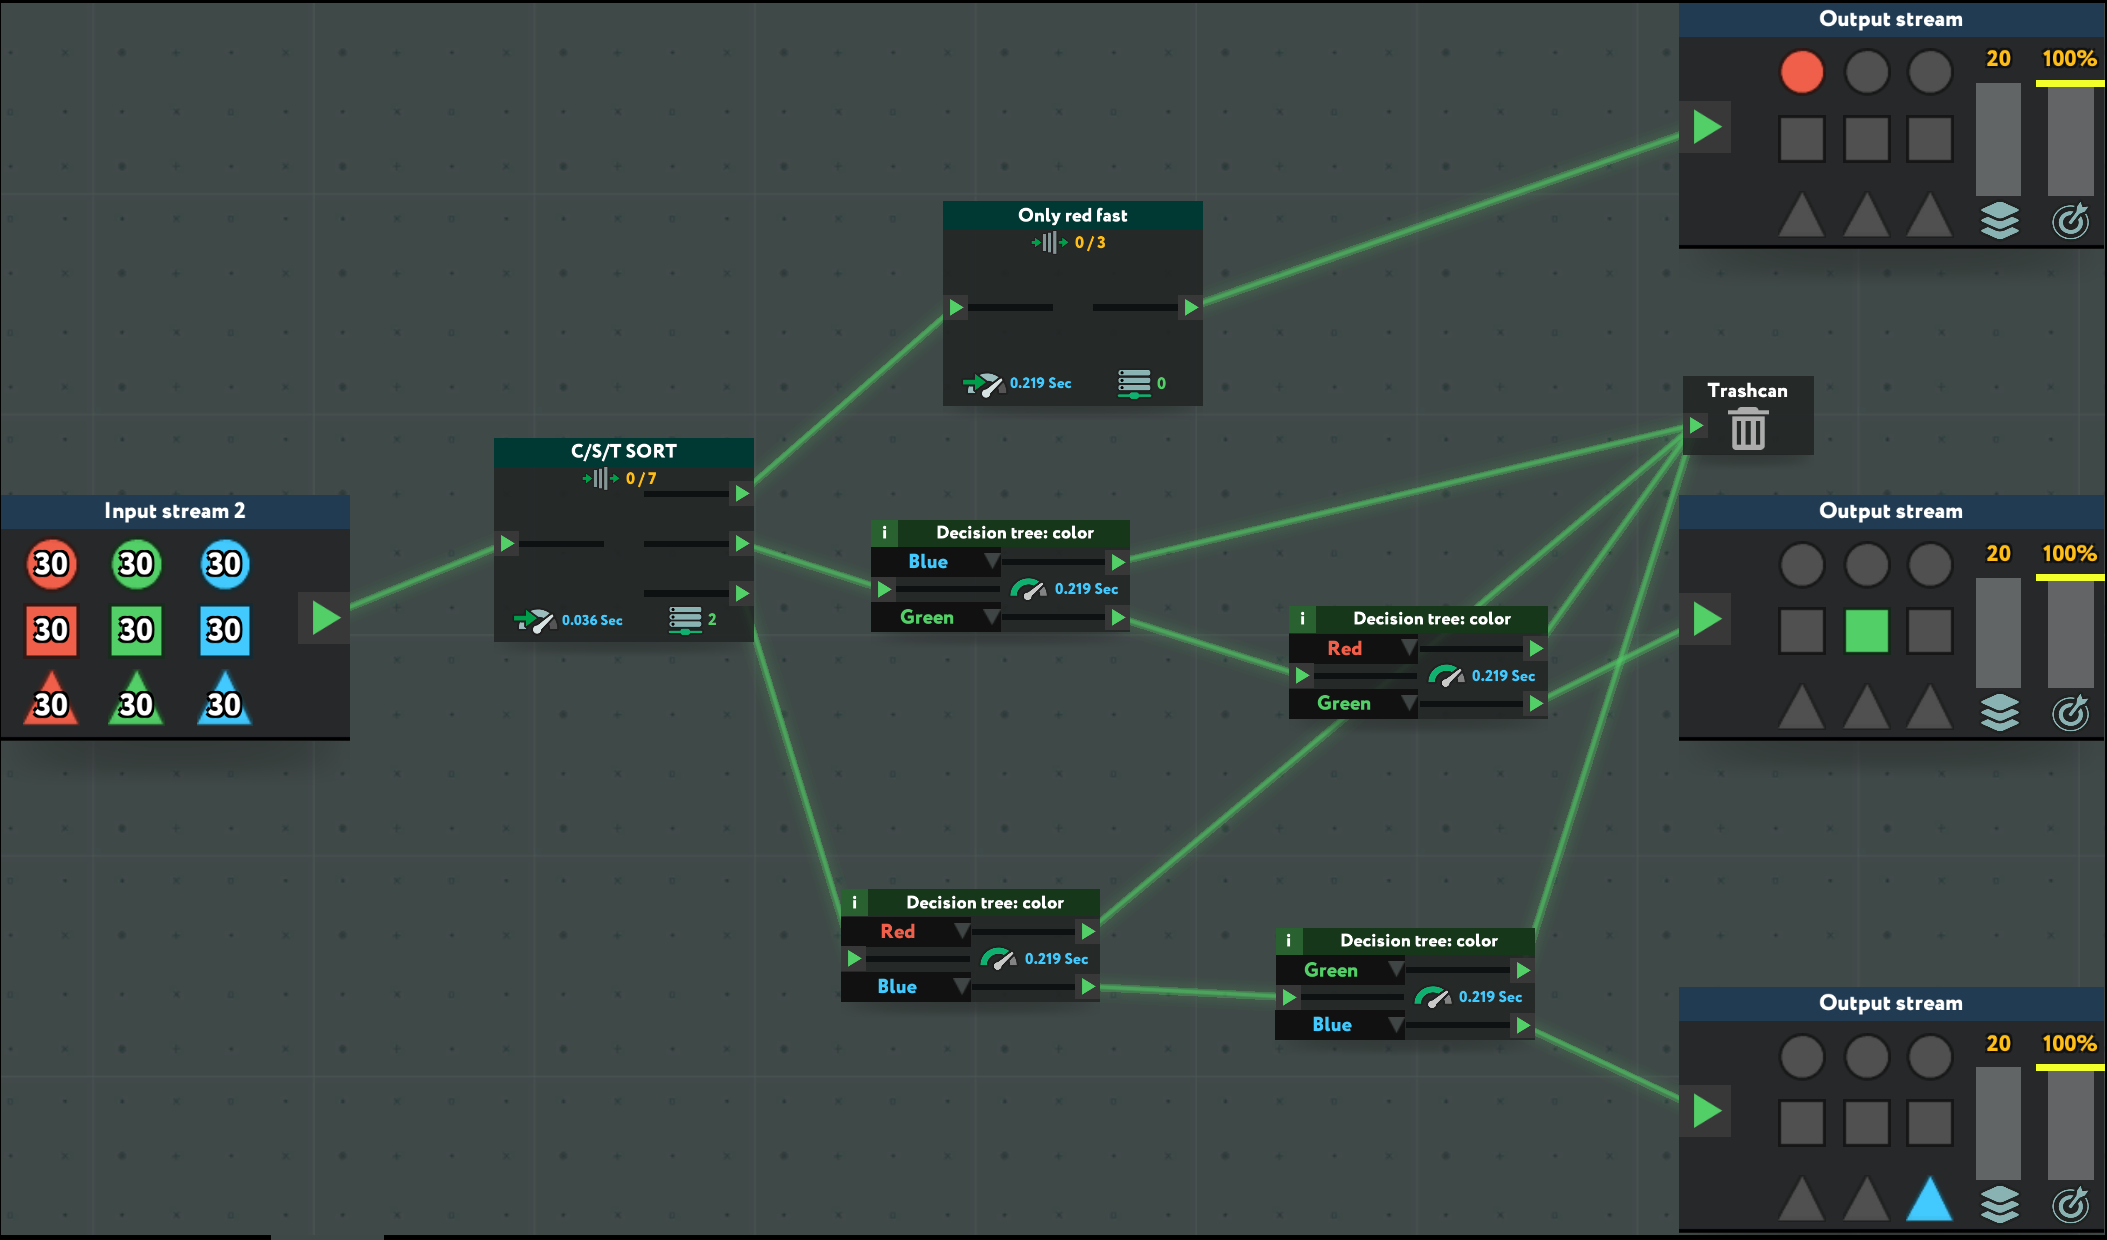 Output stream
20 100%
Only red fast
0/3
0.219 Sec 0
Trashcan
C/S/T SORT
0/7
0.036 Sec 2
Input stream 2
30 30 30
30 30 30
30 30 30
i Decision tree: color
Blue
0.219 Sec
Green
Output stream
20 100%
i Decision tree: color
Red
0.219 Sec
Green
i Decision tree: color
Red
0.219 Sec
Blue
i Decision tree: color
Green
0.219 Sec
Blue
Output stream
20 100%